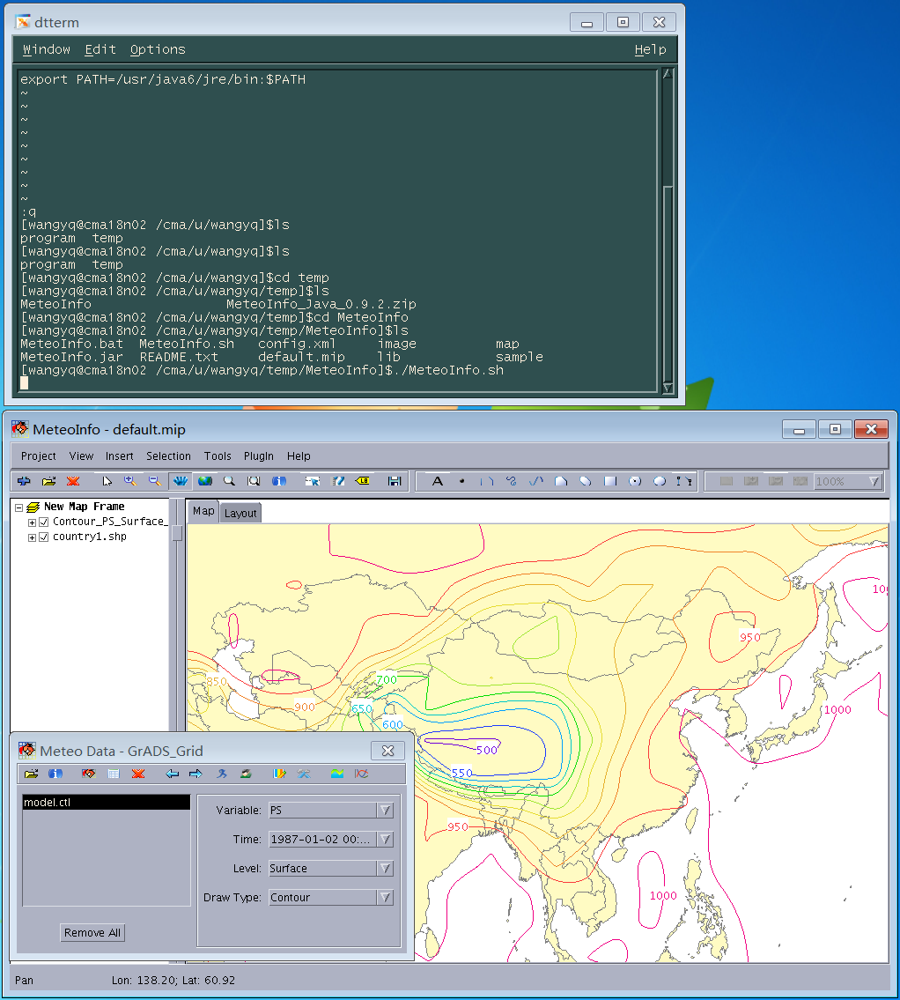 dtterm
Window Edit Options Help
export PATH=/usr/java6/jre/bin:$PATH
~
~
~
~
~
~
~
~
~
:q
[wangyq@cma18n02 /cma/u/wangyq]$ls
program temp
[wangyq@cma18n02 /cma/u/wangyq]$ls
program temp
[wangyq@cma18n02 /cma/u/wangyq]$cd temp
[wangyq@cma18n02 /cma/u/wangyq/temp]$ls
MeteoInfo MeteoInfo_Java_0.9.2.zip
[wangyq@cma18n02 /cma/u/wangyq/temp]$cd MeteoInfo
[wangyq@cma18n02 /cma/u/wangyq/temp/MeteoInfo]$ls
MeteoInfo.bat MeteoInfo.sh config.xml image map
MeteoInfo.jar README.txt default.mip lib sample
[wangyq@cma18n02 /cma/u/wangyq/temp/MeteoInfo]$./MeteoInfo.sh
MeteoInfo - default.mip
Project View Insert Selection Tools PlugIn Help
LB A 100%
New Map Frame
Contour_PS_Surface_
country1.shp
Map Layout
100
950
850
700
900
650
600
1000
500
550
950
1000
Meteo Data - GrADS_Grid
model.ctl
Variable: PS
Time: 1987-01-02 00:...
Level: Surface
Draw Type: Contour
Remove All
Pan Lon: 138.20; Lat: 60.92